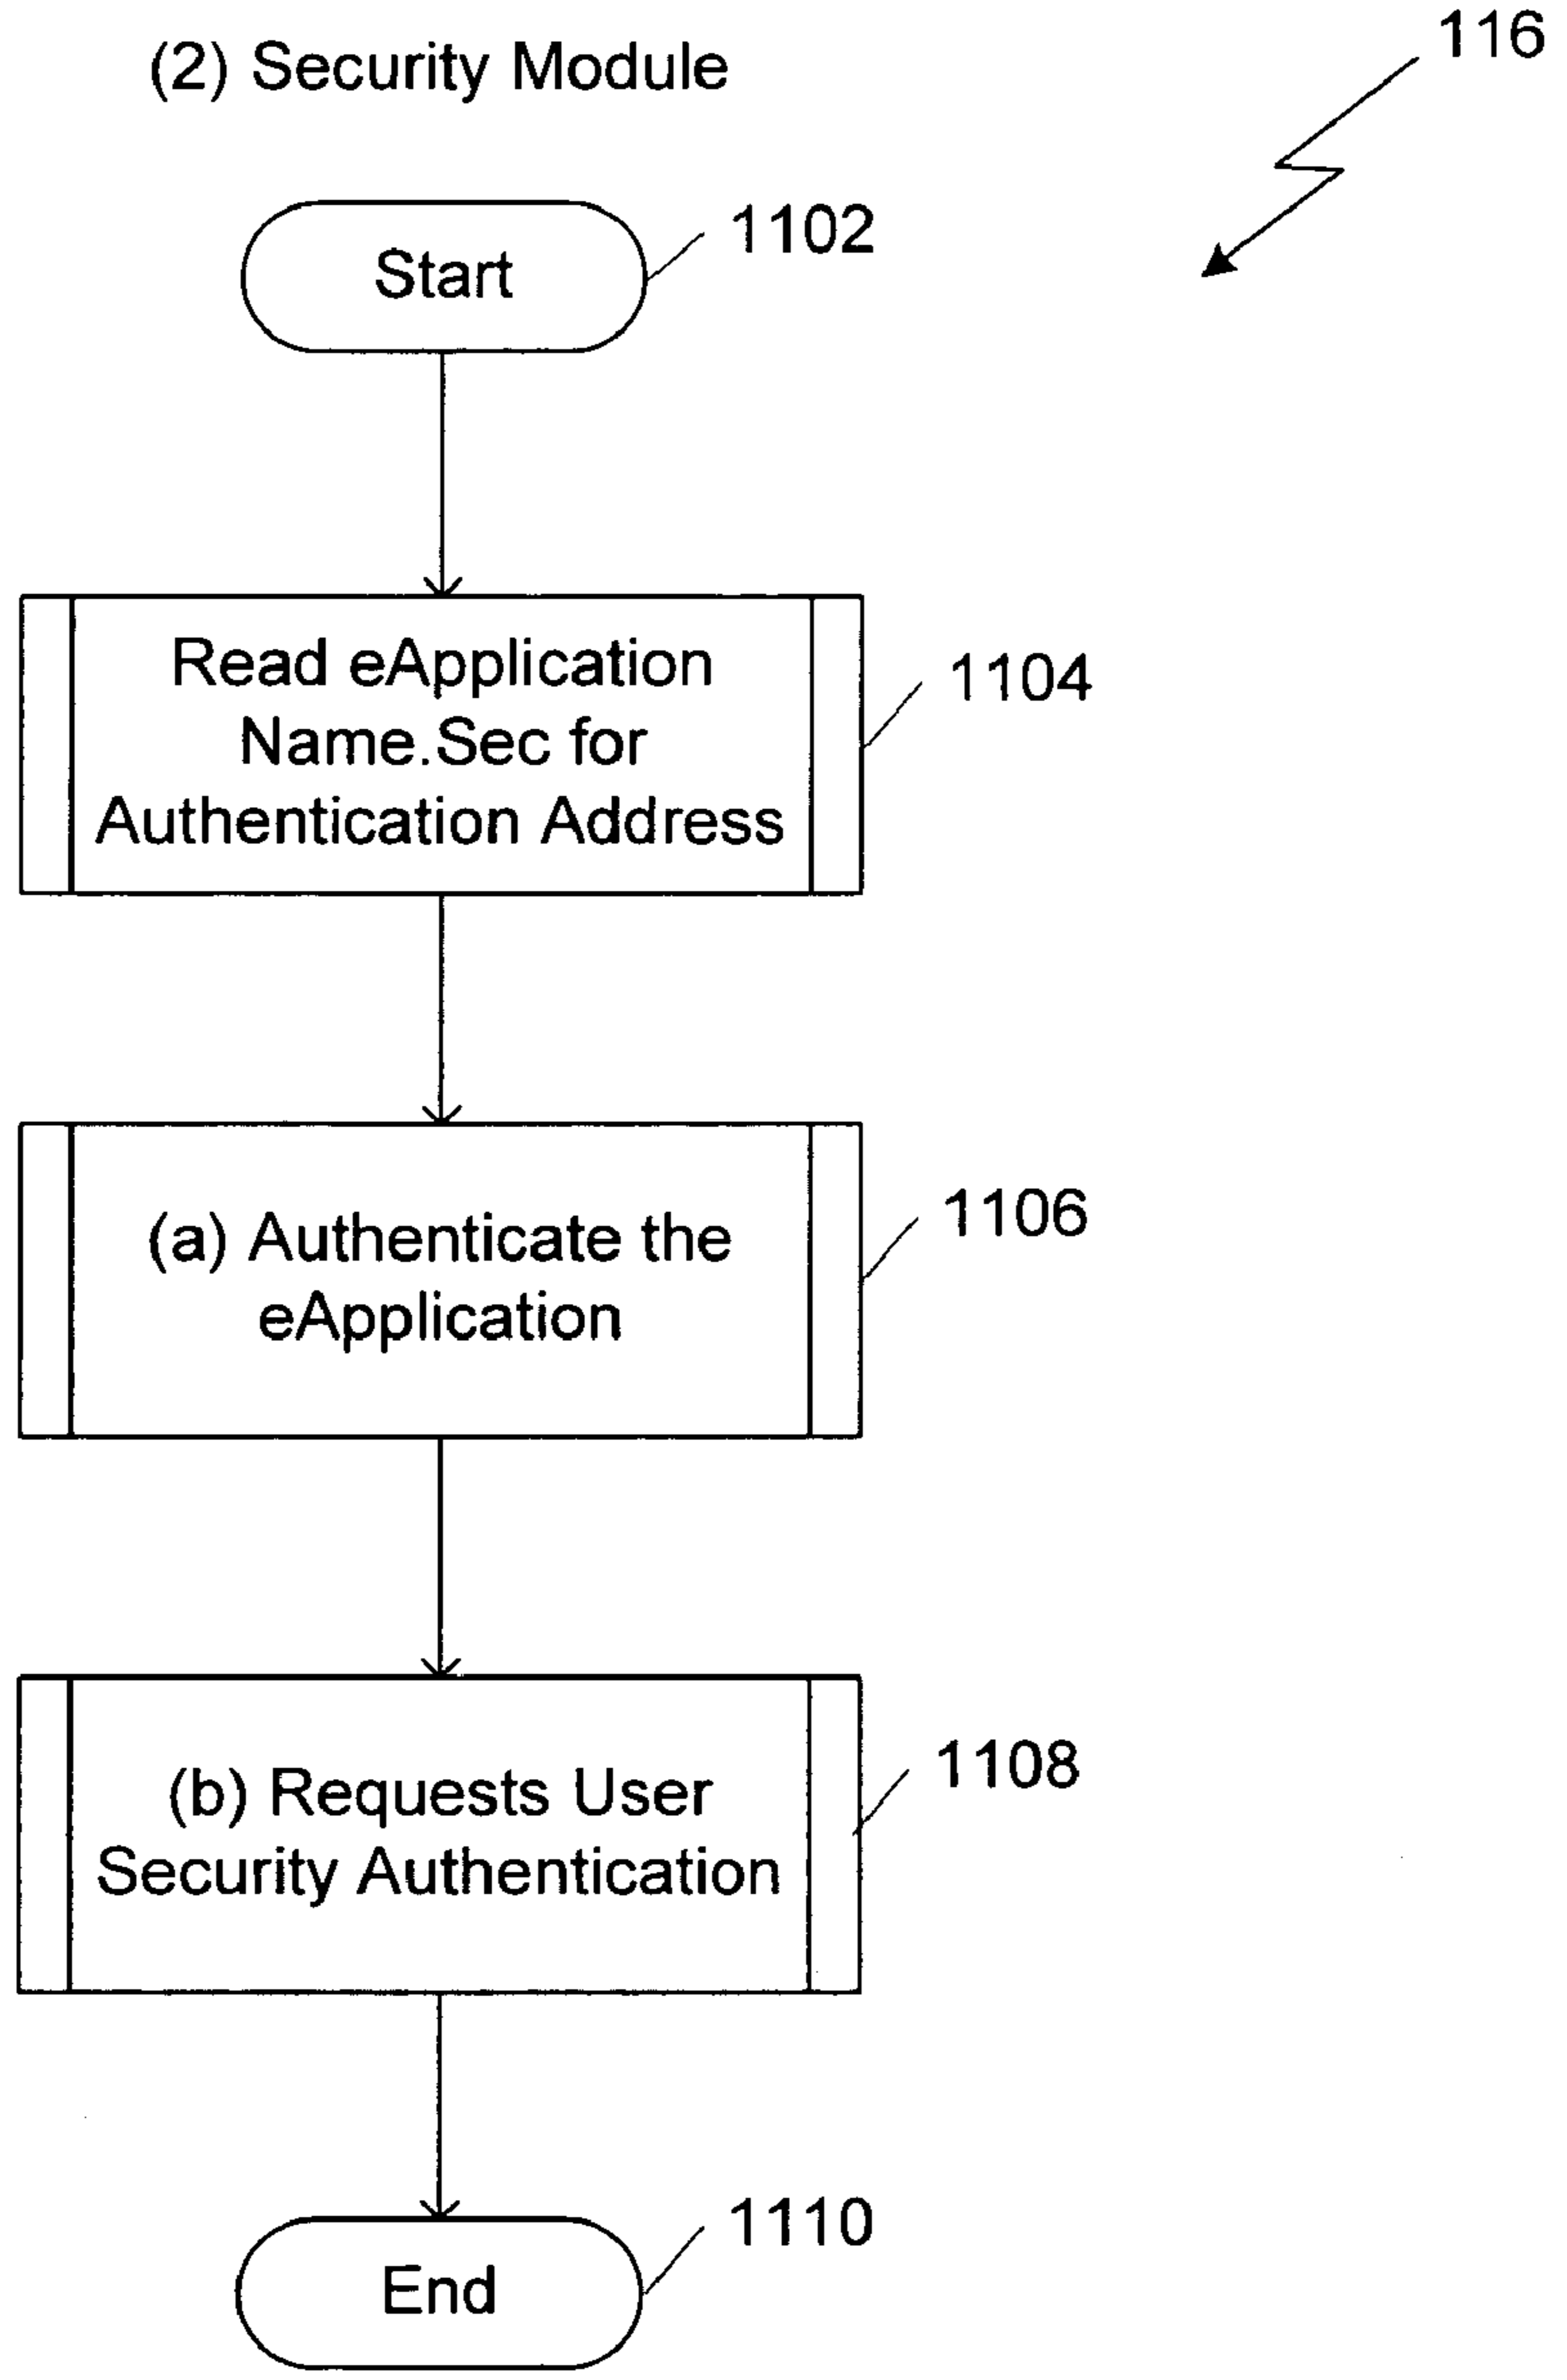 116
(2) Security Module
1102
Start
Read eApplication
Name.Sec for
Authentication Address
1104
(a) Authenticate the
eApplication
1106
(b) Requests User
Security Authentication
1108
1110
End